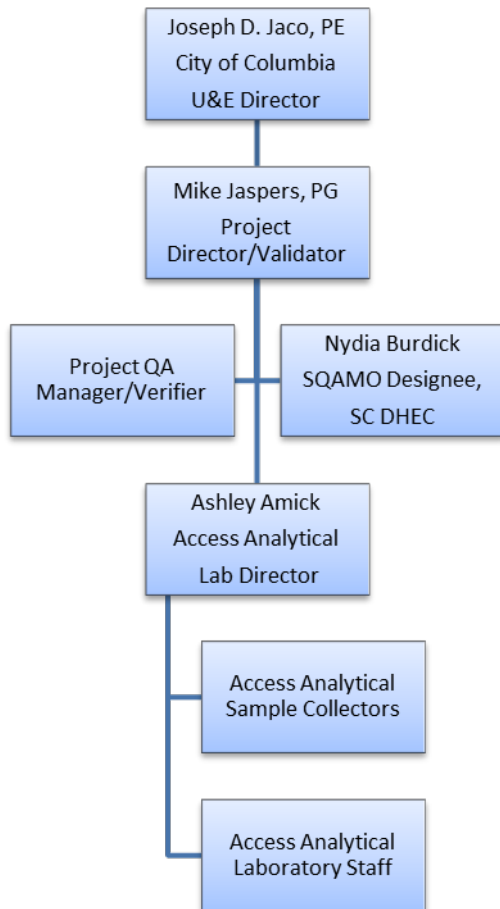 Joseph D. Jaco, PE
City of Columbia
U&E Director
Mike Jaspers, PG
Project
Director/Validator
Project QA
Manager/Verifier
Nydia Burdick
SQAMO Designee,
SC DHEC
Ashley Amick
Access Analytical
Lab Director
Access Analytical
Sample Collectors
Access Analytical
Laboratory Staff